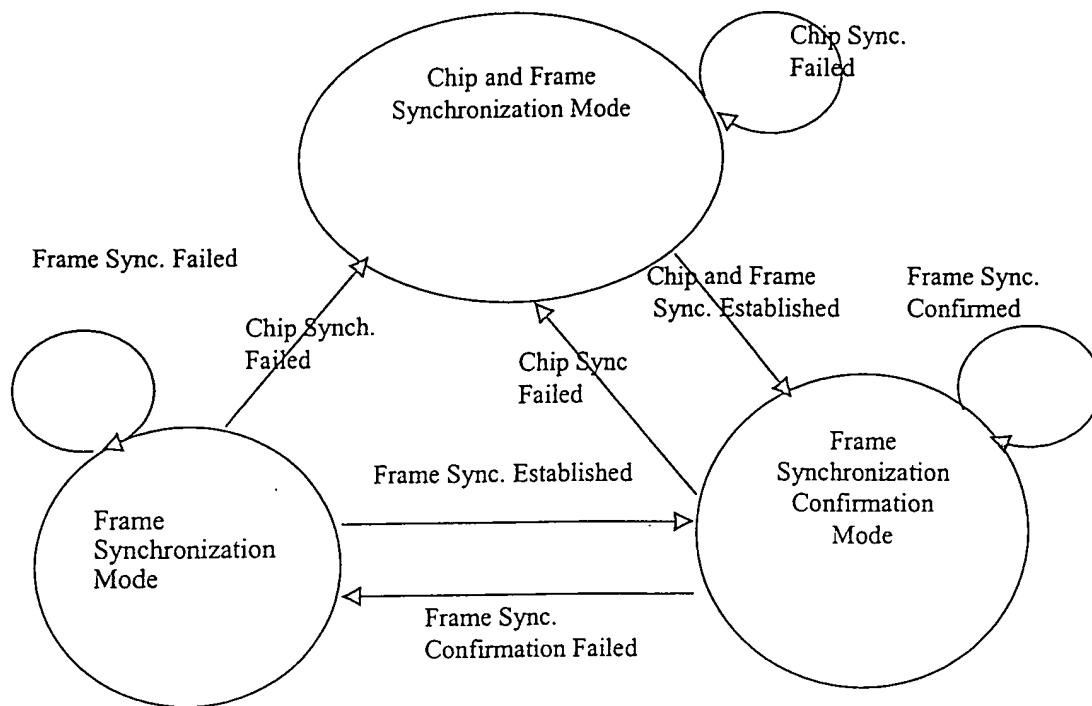 Chip Sync.
Failed
Chip and Frame
Synchronization Mode
Frame Sync. Failed
Chip and Frame
Sync. Established
Frame Sync.
Confirmed
Chip Synch.
Failed
Chip Sync
Failed
Frame
Synchronization
Confirmation
Mode
Frame Sync. Established
Frame
Synchronization
Mode
Frame Sync.
Confirmation Failed